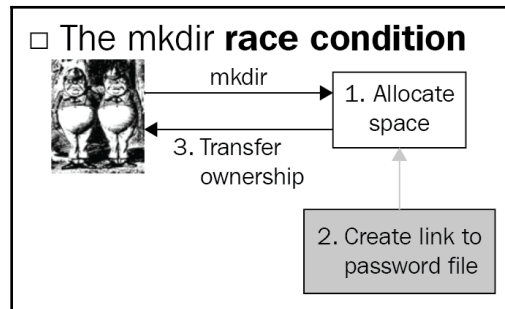 □ The mkdir race condition
mkdir
1. Allocate
space
3. Transfer
ownership
2. Create link to
password file